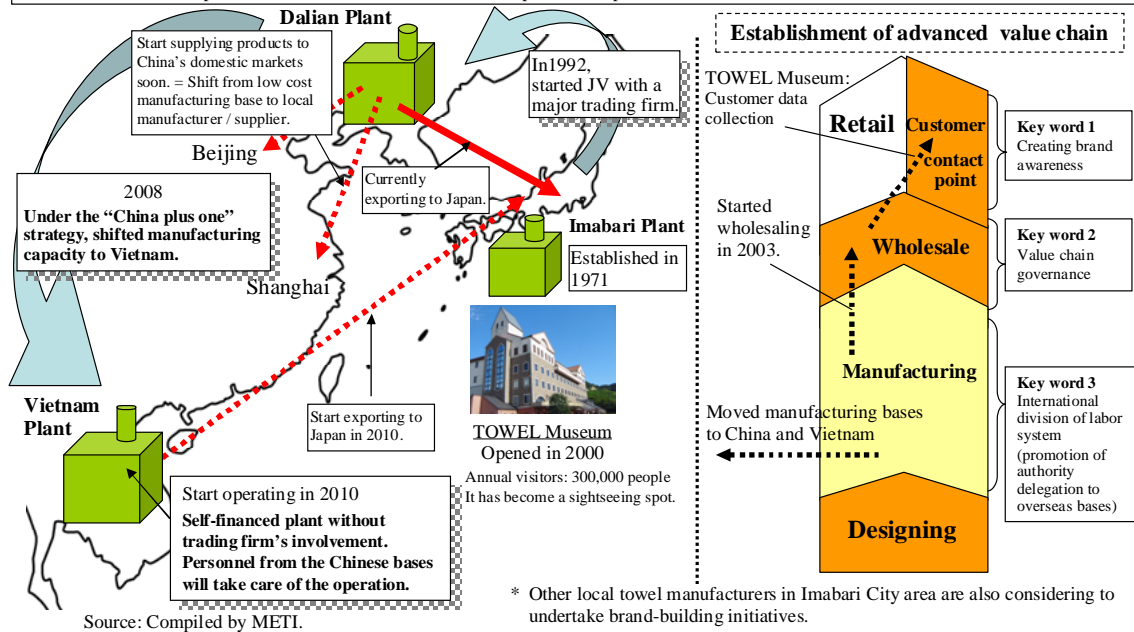 Dalian Plant
Start supplying products to
China's domestic markets
soon. = Shift from low cost
manufacturing base to local
manufacturer / supplier.
In1992,
started JV with a
major trading firm.
Beijing
Currently
exporting to Japan.
2008
Under the “China plus one”
strategy, shifted manufacturing
capacity to Vietnam.
Shanghai
Imabari Plant
Established in
1971
Vietnam
Plant
Start exporting to
Japan in 2010.
TOWEL Museum
Opened in 2000
Annual visitors: 300,000 people
It has become a sightseeing spot.
Start operating in 2010
Self-financed plant without
trading firm's involvement.
Personnel from the Chinese bases
will take care of the operation.
Source: Compiled by METI.
Establishment of advanced value chain
TOWEL Museum:
Customer data
collection
Retail
Customer
contact
point
Key word 1
Creating brand
awareness
Started
wholesaling
in 2003.
Wholesale
Key word 2
Value chain
governance
Manufacturing
Key word 3
International
division of labor
system
(promotion of
authority
delegation to
overseas bases)
Moved manufacturing bases
to China and Vietnam
Designing
* Other local towel manufacturers in Imabari City area are also considering to
undertake brand-building initiatives.